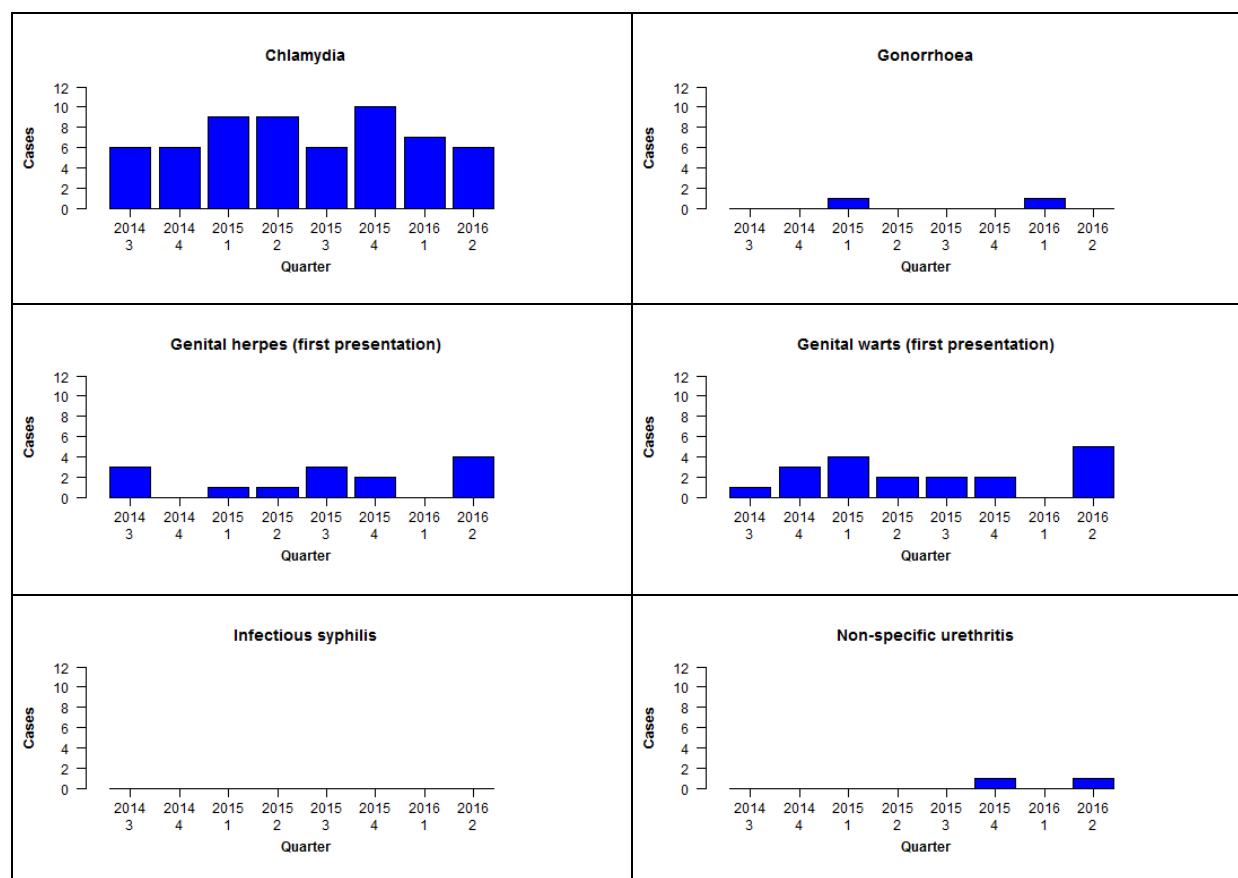 Chlamydia
12
10
8
6
4
2
0
Cases
2014 2014 2015 2015 2015 2015 2016 2016
3 4 1 2 3 4 1 2
Quarter
Gonorrhoea
12
10
8
6
4
2
0
Cases
2014 2014 2015 2015 2015 2015 2016 2016
3 4 1 2 3 4 1 2
Quarter
Genital herpes (first presentation)
12
10
8
6
4
2
0
Cases
2014 2014 2015 2015 2015 2015 2016 2016
3 4 1 2 3 4 1 2
Quarter
Genital warts (first presentation)
12
10
8
6
4
2
0
Cases
2014 2014 2015 2015 2015 2015 2016 2016
3 4 1 2 3 4 1 2
Quarter
Infectious syphilis
12
10
8
6
4
2
0
Cases
2014 2014 2015 2015 2015 2015 2016 2016
3 4 1 2 3 4 1 2
Quarter
Non-specific urethritis
12
10
8
6
4
2
0
Cases
2014 2014 2015 2015 2015 2015 2016 2016
3 4 1 2 3 4 1 2
Quarter